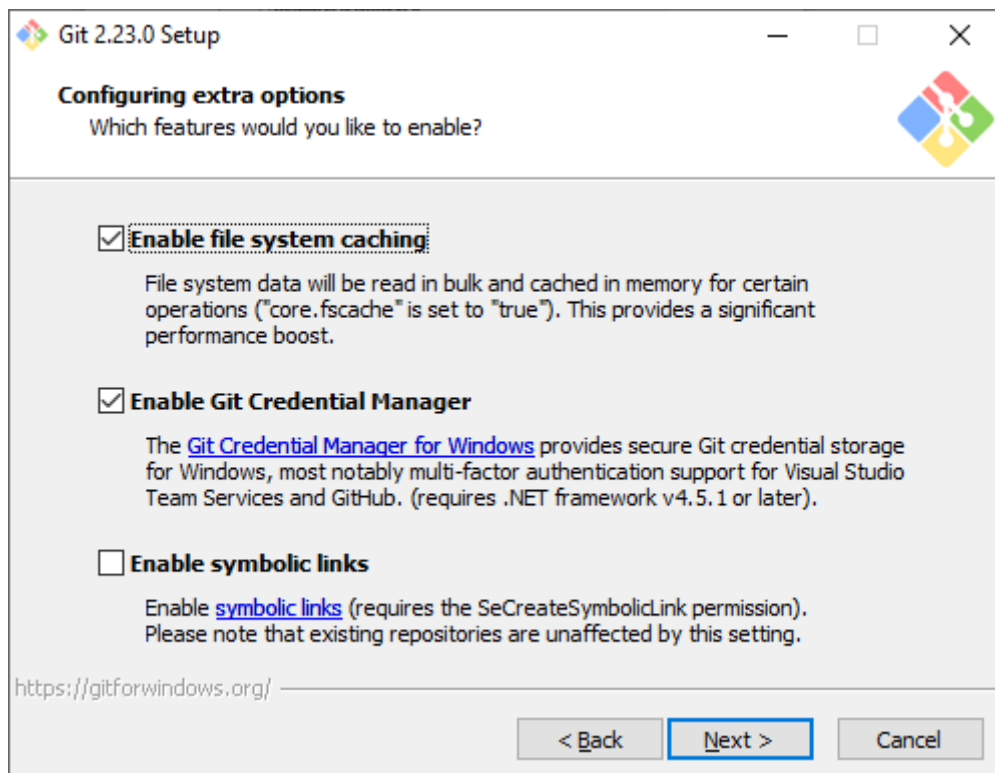 Git 2.23.0 Setup
Configuring extra options
Which features would you like to enable?
Enable file system caching
File system data will be read in bulk and cached in memory for certain
operations ("core.fscache" is set to "true"). This provides a significant
performance boost.
Enable Git Credential Manager
The Git Credential Manager for Windows provides secure Git credential storage
for Windows, most notably multi-factor authentication support for Visual Studio
Team Services and GitHub. (requires .NET framework v4.5.1 or later).
Enable symbolic links
Enable symbolic links (requires the SeCreateSymbolicLink permission).
Please note that existing repositories are unaffected by this setting.
https://gitforwindows.org/
< Back
Next >
Cancel